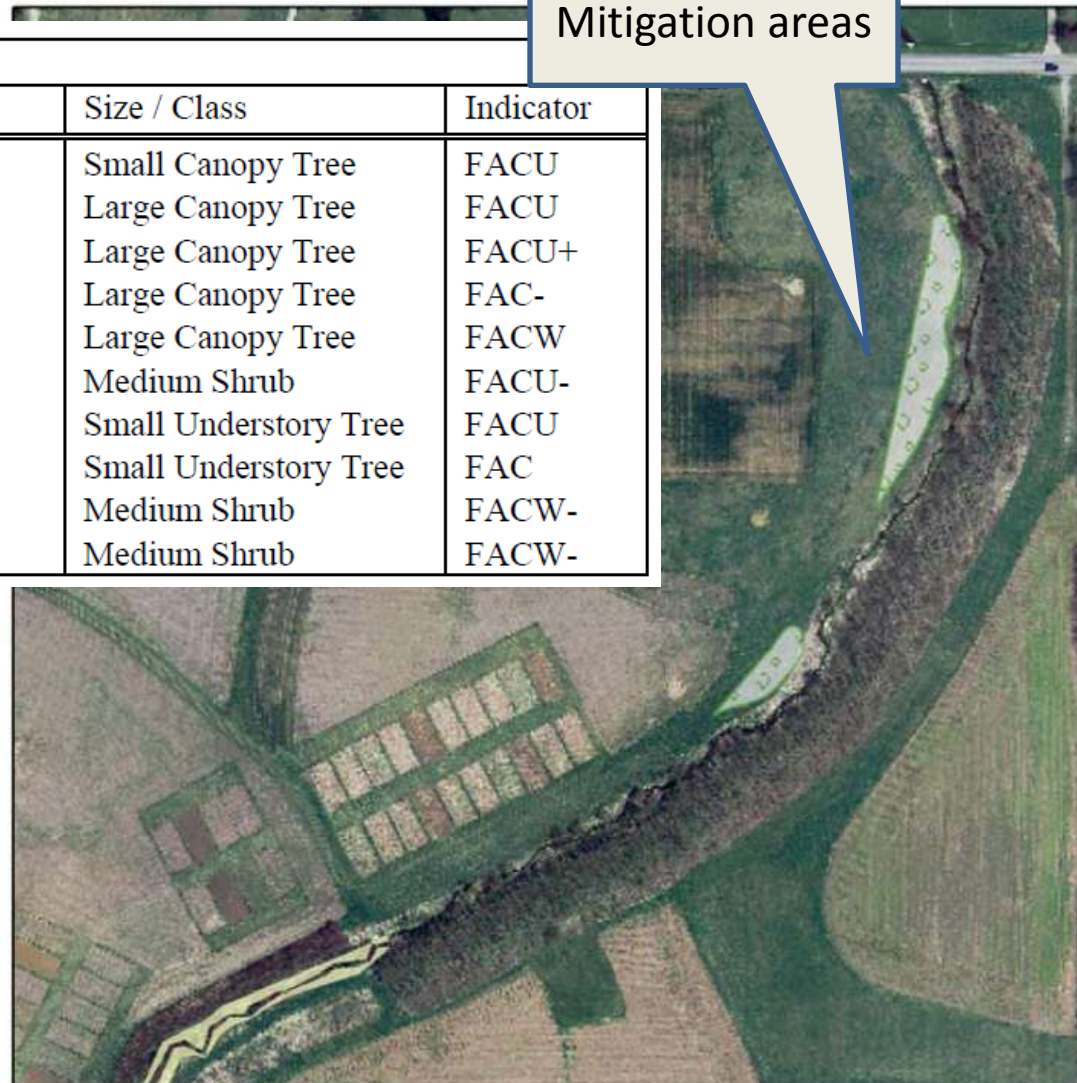 Mitigation areas
Size / Class Indicator
Small Canopy Tree FACU
Large Canopy Tree FACU
Large Canopy Tree FACU+
Large Canopy Tree FAC-
Large Canopy Tree FACW
Medium Shrub FACU-
Small Understory Tree FACU
Small Understory Tree FAC
Medium Shrub FACW-
Medium Shrub FACW-